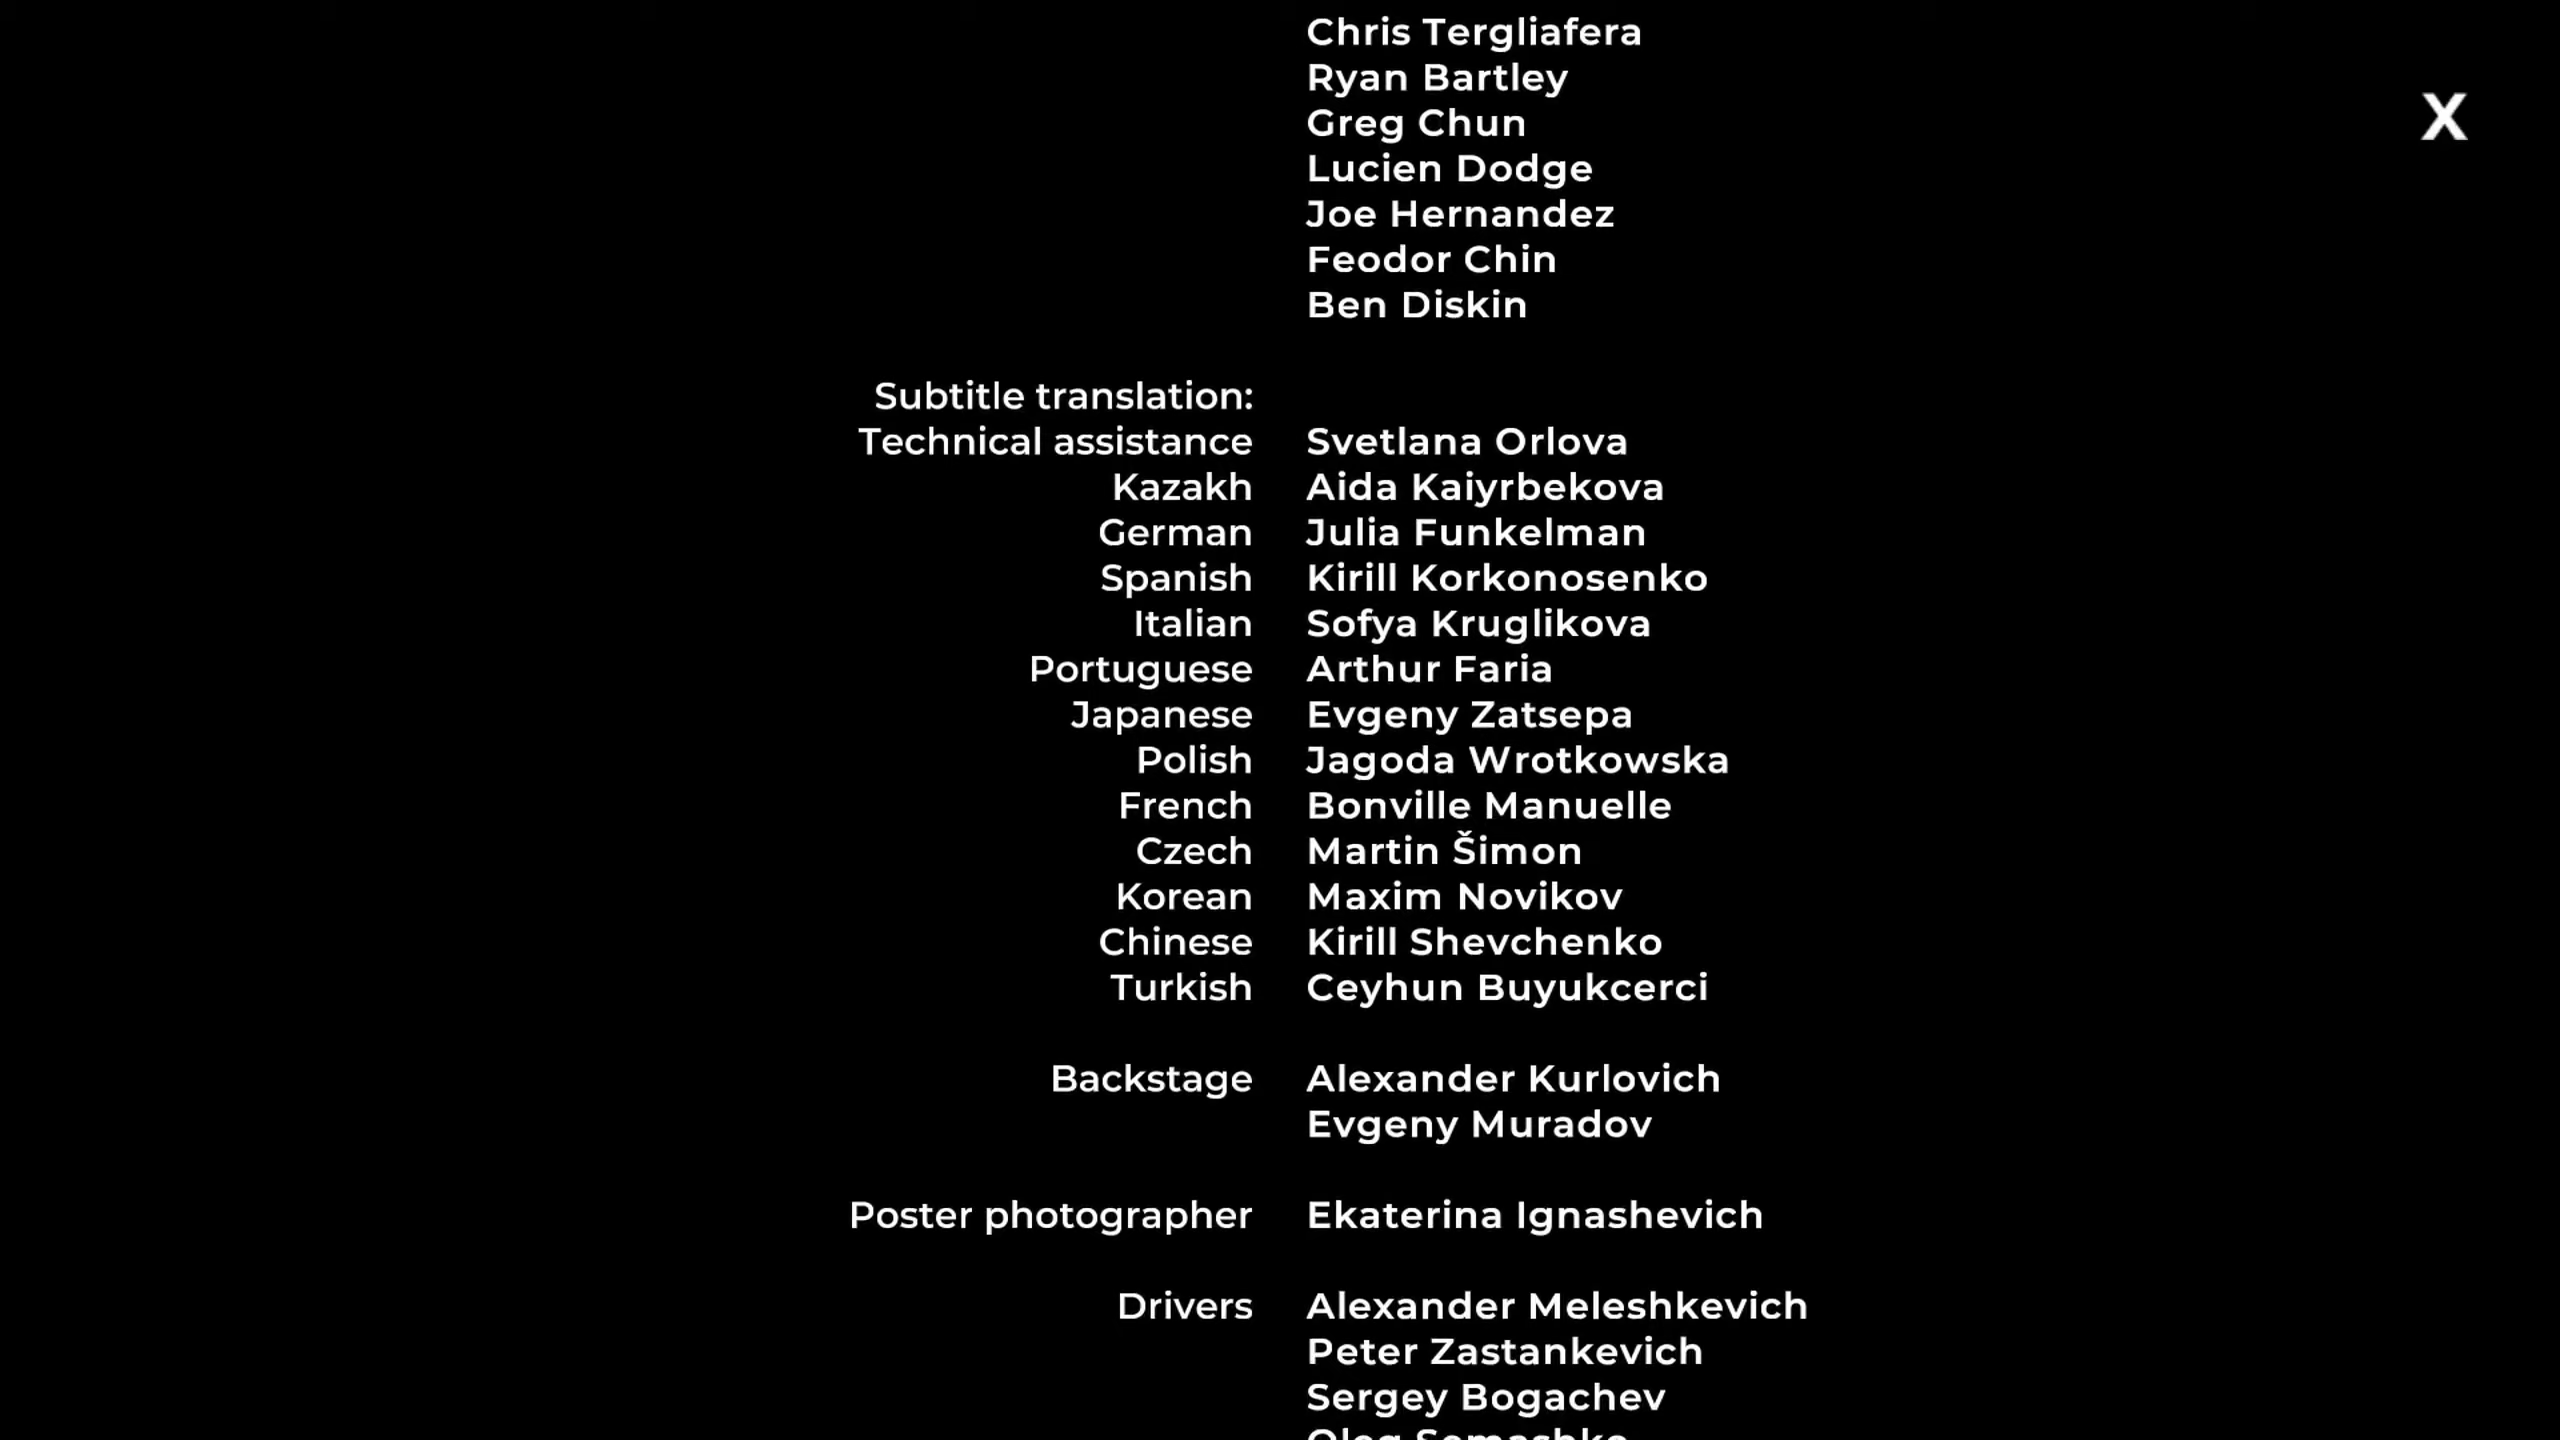 Chris Tergliafera
Ryan Bartley
X
Greg Chun
Lucien Dodge
Joe Hernandez
Feodor Chin
Ben Diskin
Subtitle translation:
Technical assistance Svetlana Orlova
Kazakh Aida Kaiyrbekova
German Julia Funkelman
Spanish Kirill Korkonosenko
Italian Sofya Kruglikova
Portuguese Arthur Faria
Japanese Evgeny Zatsepa
Polish Jagoda Wrotkowska
French Bonville Manuelle
Czech Martin Šimon
Korean Maxim Novikov
Chinese Kirill Shevchenko
Turkish Ceyhun Buyukcerci
Backstage Alexander Kurlovich
Evgeny Muradov
Poster photographer Ekaterina Ignashevich
Drivers Alexander Meleshkevich
Peter Zastankevich
Sergey Bogachev